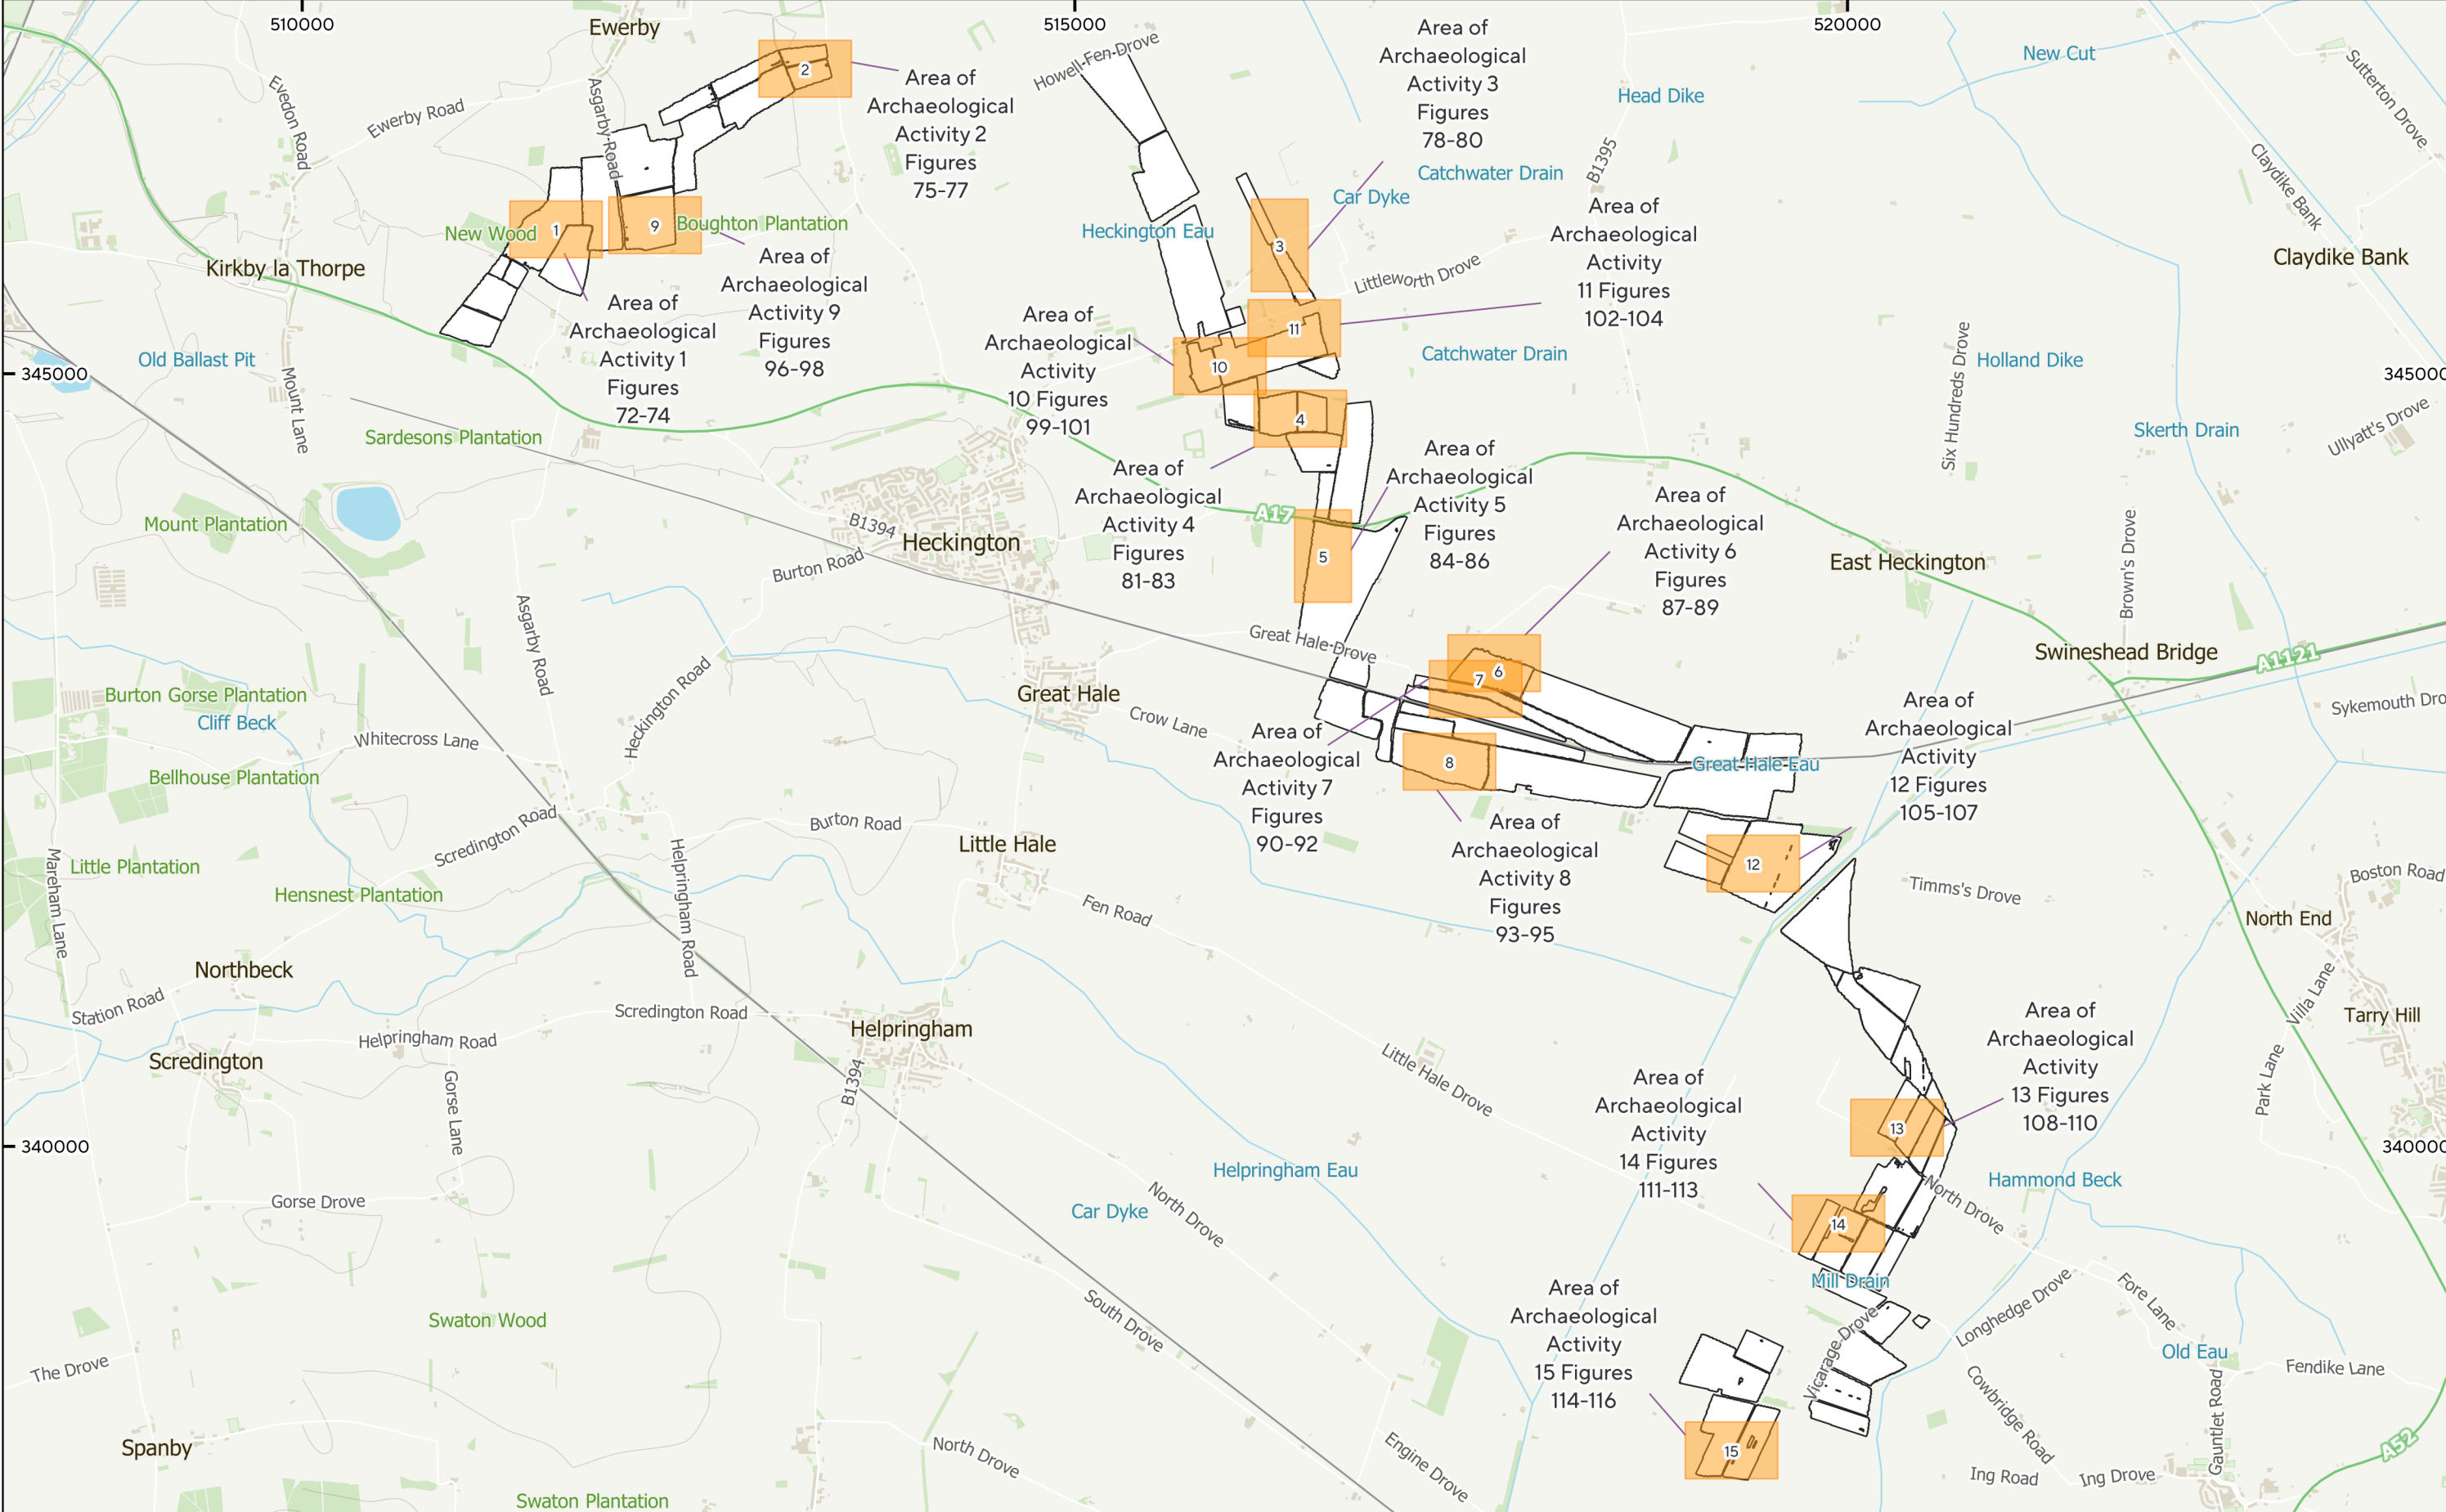 510000
515000
520000
Ewerby
Howell Fen Drove
New Cut
Sutterton Drove
Evedon Road
Ewerby Road
Asgarby Road
2
Area of
Archaeological
Activity 2
Figures
75-77
Area of
Archaeological
Activity 3
Figures
78-80
Head Dike
B1395
Claydike Bank
Catchwater Drain
Car Dyke
Heckington Eau
3
Littleworth Drove
Area of
Archaeological
Activity
11 Figures
102-104
Claydike Bank
New Wood
1
9
Boughton Plantation
Kirkby la Thorpe
Area of
Archaeological
Activity 9
Figures
96-98
Area of
Archaeological
Activity 1
Figures
72-74
Area of
Archaeological
Activity
10 Figures
99-101
11
10
Catchwater Drain
Six Hundreds Drove
Holland Dike
345000
345000
Old Ballast Pit
Mount Lane
Sardesons Plantation
4
Skerth Drain
Ullyatt's Drove
Area of
Archaeological
Activity 4
Figures
81-83
Area of
Archaeological
Activity 5
Figures
84-86
Area of
Archaeological
Activity 6
Figures
87-89
Mount Plantation
B1394
Heckington
Burton Road
A17
5
East Heckington
Brown's Drove
Asgarby Road
Great Hale Drove
Swineshead Bridge
A1121
Burton Gorse Plantation
Cliff Beck
Heckington Road
Great Hale
Crow Lane
6
7
Sykemouth Dro
Whitecross Lane
Bellhouse Plantation
Area of
Archaeological
Activity 7
Figures
90-92
8
Great Hale Eau
Area of
Archaeological
Activity
12 Figures
105-107
Scredington Road
Burton Road
Little Hale
Area of
Archaeological
Activity 8
Figures
93-95
12
Little Plantation
Mareham Lane
Hensnest Plantation
Helpringham Road
Fen Road
Timms's Drove
Boston Road
North End
Northbeck
Station Road
Scredington Road
Helpringham Road
Scredington
Helpringham
Villa Lane
Tarry Hill
Gorse Lane
B1394
Little Hale Drove
Area of
Archaeological
Activity
13 Figures
108-110
Park Lane
Area of
Archaeological
Activity
14 Figures
111-113
13
340000
340000
Helpringham Eau
Hammond Beck
Gorse Drove
Car Dyke
North Drove
North Drove
14
Mill Drain
Area of
Archaeological
Activity
15 Figures
114-116
Swaton Wood
South Drove
Vicarage Drove
Longhedge Drove
Fore Lane
Old Eau
The Drove
Fendike Lane
Cowbridge Road
Gauntlet Road
Spanby
North Drove
Engine Drove
15
A52
Ing Road
Ing Drove
Swaton Plantation